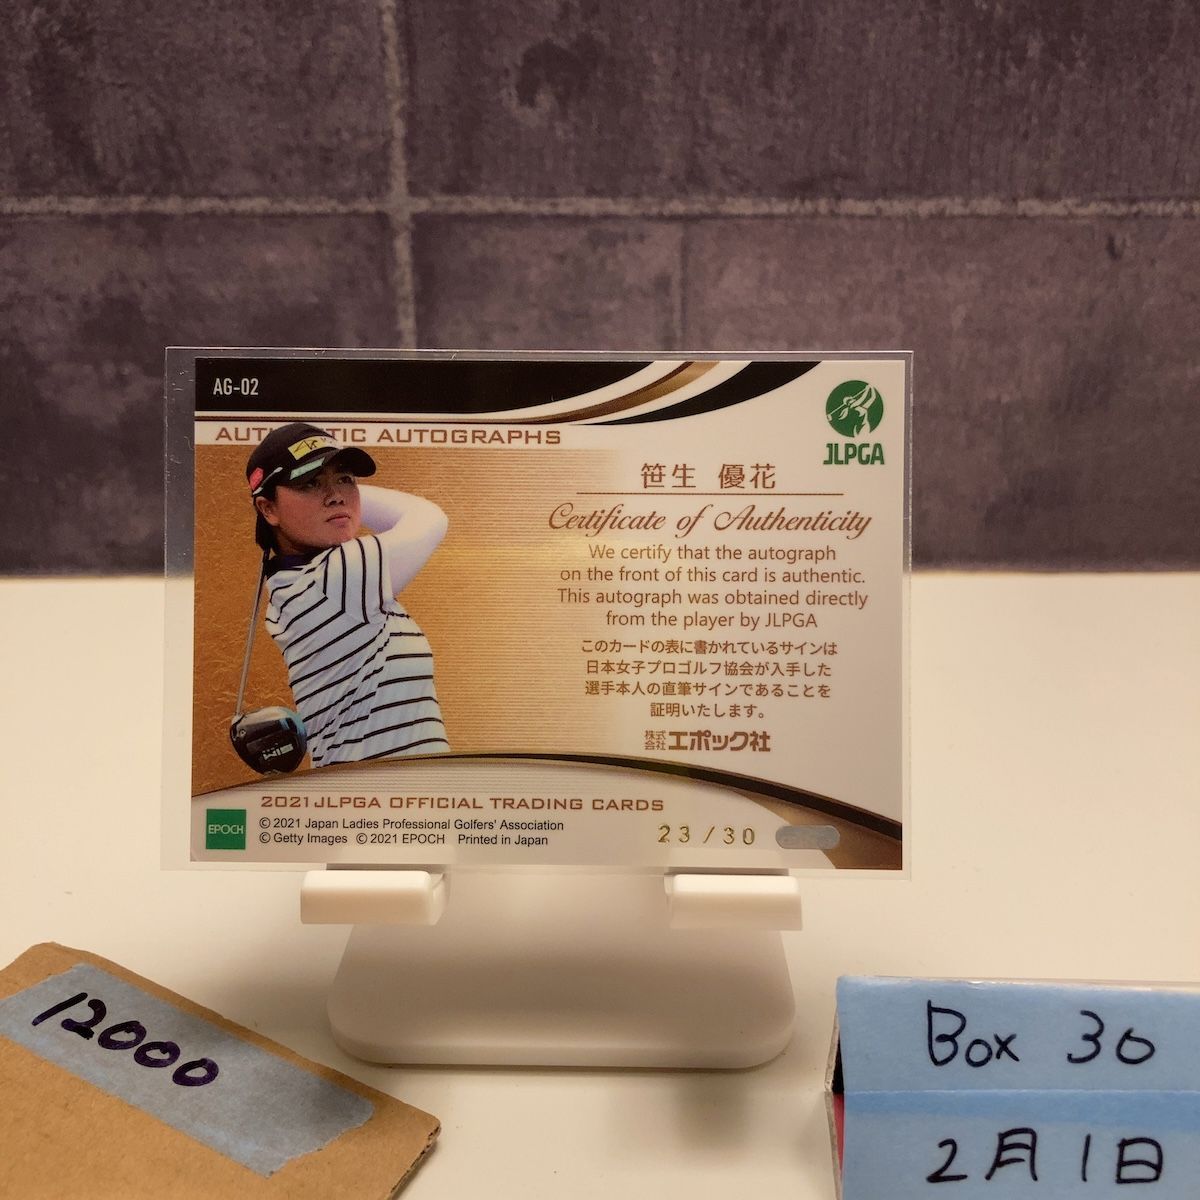 AG-02
JLPGA
AUTHENTIC AUTOGRAPHS
笹生 優花
Certificate of Authenticity
We certify that the autograph
on the front of this card is authentic.
This autograph was obtained directly
from the player by JLPGA
このカードの表に書かれているサインは
日本女子プロゴルフ協会が入手した
選手本人の直筆サインであることを
証明いたします。
株式会社エポック社
2021 JLPGA OFFICIAL TRADING CARDS
EPOCH
© 2021 Japan Ladies Professional Golfers' Association
© Getty Images © 2021 EPOCH Printed in Japan
23/30
12000
Box 30
2月1日